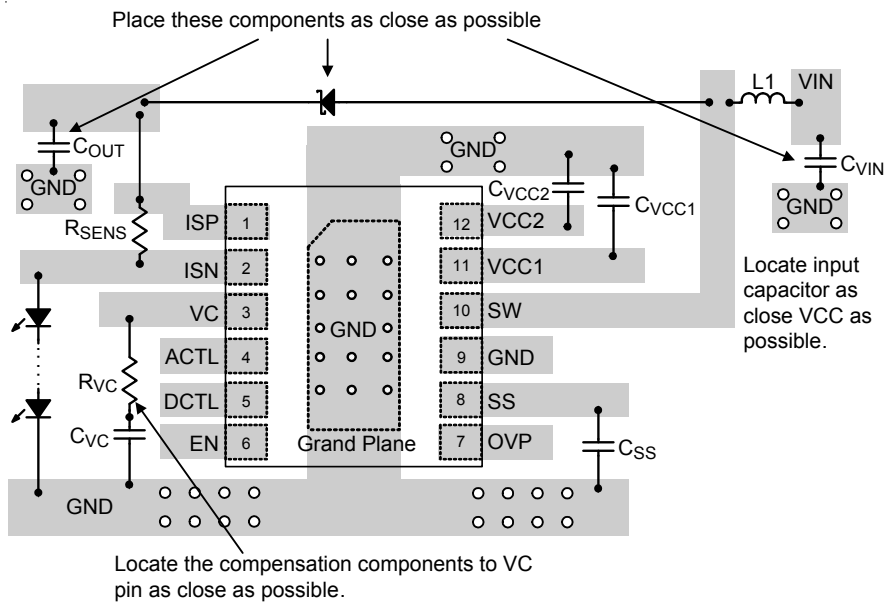 Place these components as close as possible
L1
VIN
COUT
GND
GND
CVCC2
CVCC1
CVIN
GND
RSENS
ISP
1
12
VCC2
ISN
2
11
VCC1
Locate input
capacitor as
close VCC as
possible.
VC
3
10
SW
GND
ACTL
4
9
GND
RVC
DCTL
5
8
SS
CVC
EN
6
Grand Plane
7
OVP
CSS
GND
Locate the compensation components to VC
pin as close as possible.